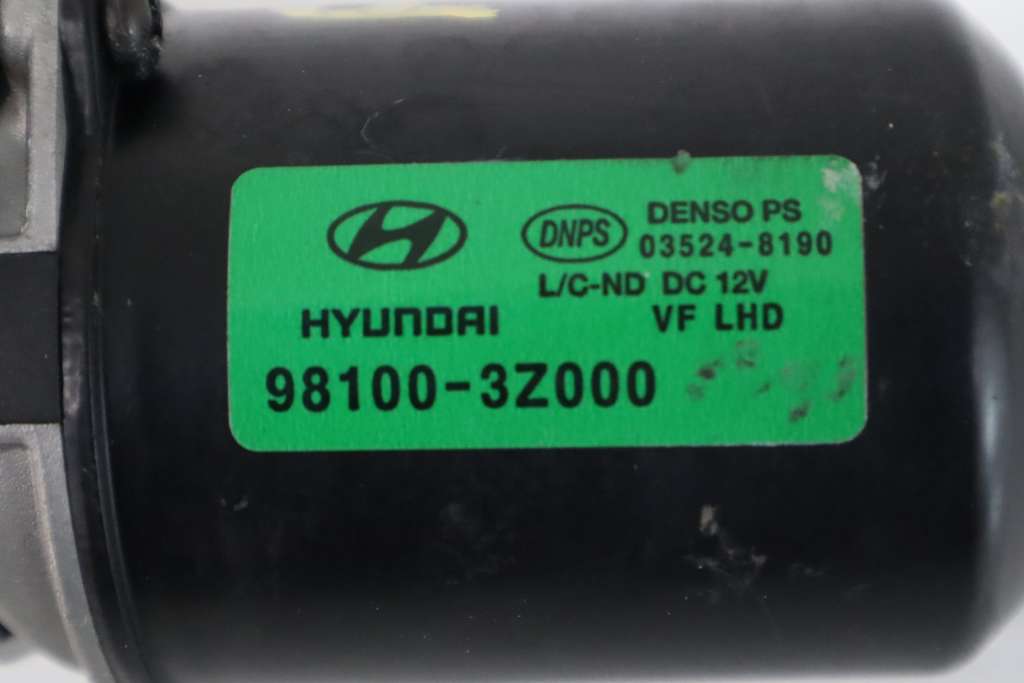 HYUNDAI
98100-3Z000
DNPS
DENSO PS
03524-8190
L/C-ND DC 12V
VF LHD